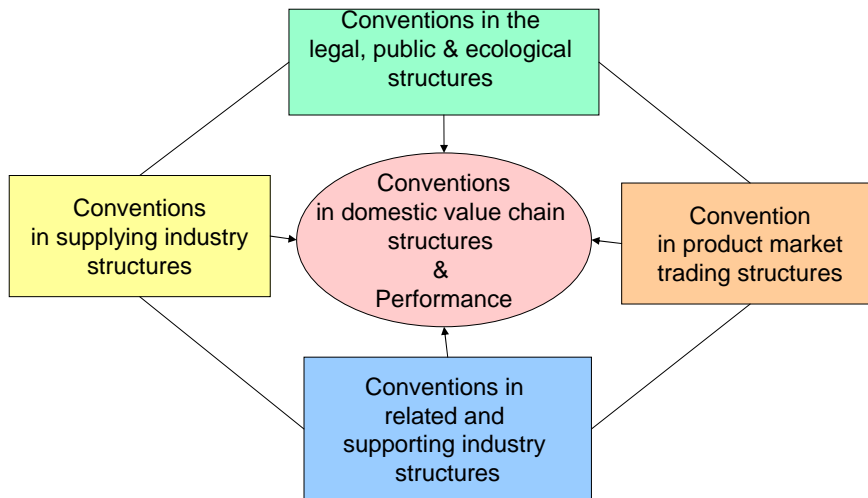 Conventions in the
legal, public & ecological
structures
Conventions
in supplying industry
structures
Conventions
in domestic value chain
structures
&
Performance
Convention
in product market
trading structures
Conventions in
related and
supporting industry
structures